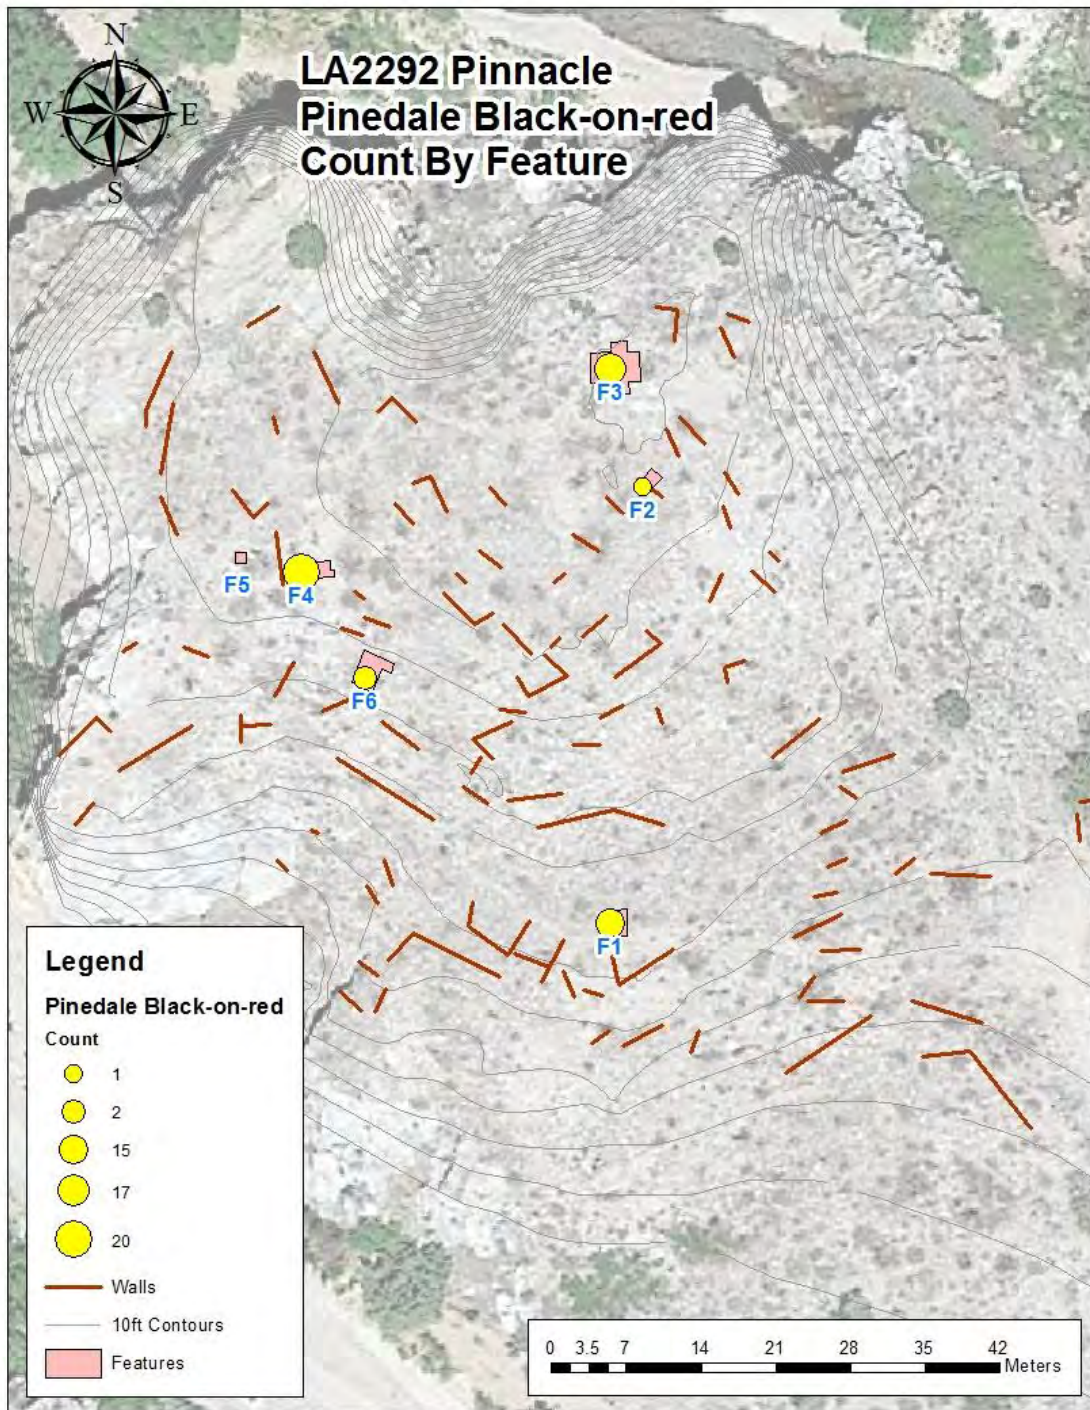 N
W
E
S
LA2292 Pinnacle
Pinedale Black-on-red
Count By Feature
F3
F2
F5
F4
F6
F1
Legend
Pinedale Black-on-red
Count
1
2
15
17
20
Walls
10ft Contours
Features
0 3.5 7 14 21 28 35 42
Meters